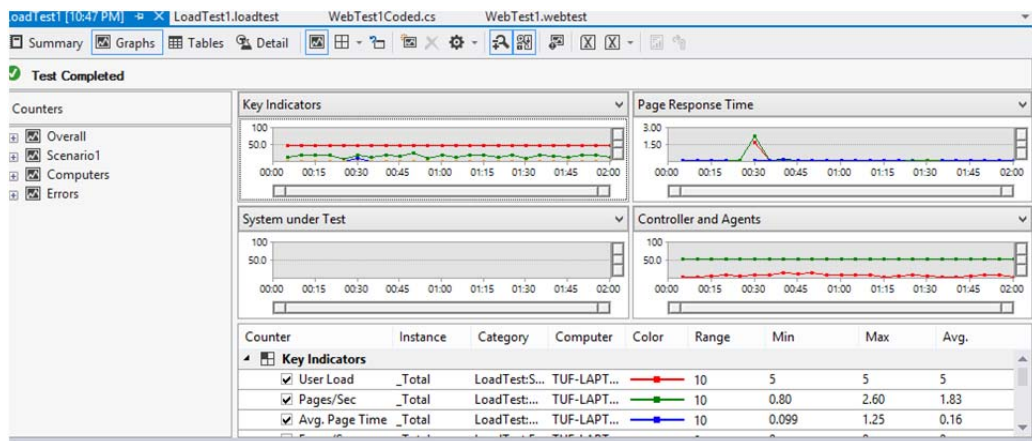 oadTest1 [10:47 PM] LoadTest1.loadtest WebTest1Coded.cs WebTest1.webtest
Summary Graphs Tables Detail
Test Completed
Counters
Overall
Scenario1
Computers
Errors
Key Indicators
100
50.0
00:00 00:15 00:30 00:45 01:00 01:15 01:30 01:45 02:00
Page Response Time
3.00
1.50
00:00 00:15 00:30 00:45 01:00 01:15 01:30 01:45 02:00
System under Test
100
50.0
00:00 00:15 00:30 00:45 01:00 01:15 01:30 01:45 02:00
Controller and Agents
100
50.0
00:00 00:15 00:30 00:45 01:00 01:15 01:30 01:45 02:00
Counter Instance Category Computer Color Range Min Max Avg.
Key Indicators
User Load _Total LoadTest:S... TUF-LAPT... 10 5 5 5
Pages/Sec _Total LoadTest:... TUF-LAPT... 10 0.80 2.60 1.83
Avg. Page Time _Total LoadTest:... TUF-LAPT... 10 0.099 1.25 0.16